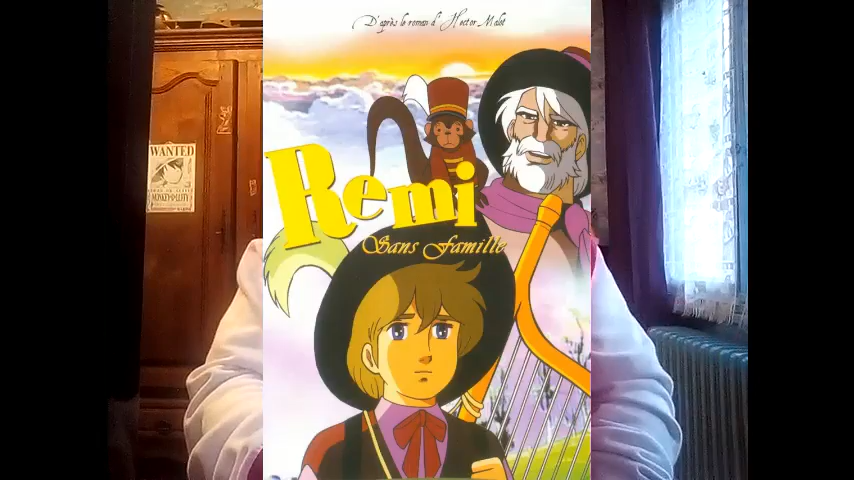 D'après le roman d'Hector Malot
WANTED
MONKEY·D·LUFFY
Remi
Sans Famille